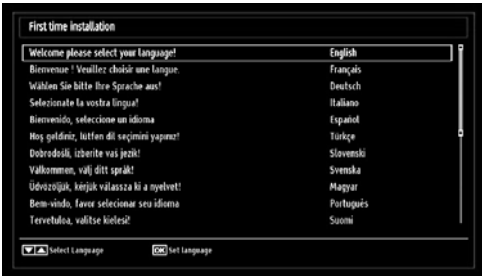 First time installation
Welcome please select your language! English
Bienvenue ! Veuillez choisir une langue. Français
Wählen Sie bitte Ihre Sprache aus! Deutsch
Selezionate la vostra lingua! Italiano
Bienvenido, seleccione un idioma Español
Hoş geldiniz, lütfen dil seçimini yapınız! Türkçe
Dobrodošli, izberite vaš jezik! Slovenski
Välkommen, välj ditt språk! Svenska
Üdvözöljük, kérjük válassza ki a nyelvet! Magyar
Bem-vindo, favor selecionar seu idioma Português
Tervetuloa, valitse kielesi! Suomi
Select Language OK Set language